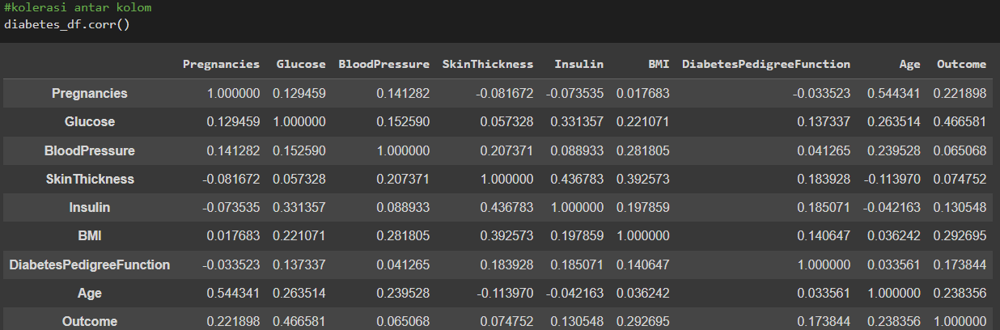 #kolerasi antar kolom
diabetes_df.corr()
Pregnancies Glucose BloodPressure SkinThickness Insulin BMI DiabetesPedigreeFunction Age Outcome
Pregnancies 1.000000 0.129459 0.141282 -0.081672 -0.073535 0.017683 -0.033523 0.544341 0.221898
Glucose 0.129459 1.000000 0.152590 0.057328 0.331357 0.221071 0.137337 0.263514 0.466581
BloodPressure 0.141282 0.152590 1.000000 0.207371 0.088933 0.281805 0.041265 0.239528 0.065068
SkinThickness -0.081672 0.057328 0.207371 1.000000 0.436783 0.392573 0.183928 -0.113970 0.074752
Insulin -0.073535 0.331357 0.088933 0.436783 1.000000 0.197859 0.185071 -0.042163 0.130548
BMI 0.017683 0.221071 0.281805 0.392573 0.197859 1.000000 0.140647 0.036242 0.292695
DiabetesPedigreeFunction -0.033523 0.137337 0.041265 0.183928 0.185071 0.140647 1.000000 0.033561 0.173844
Age 0.544341 0.263514 0.239528 -0.113970 -0.042163 0.036242 0.033561 1.000000 0.238356
Outcome 0.221898 0.466581 0.065068 0.074752 0.130548 0.292695 0.173844 0.238356 1.000000